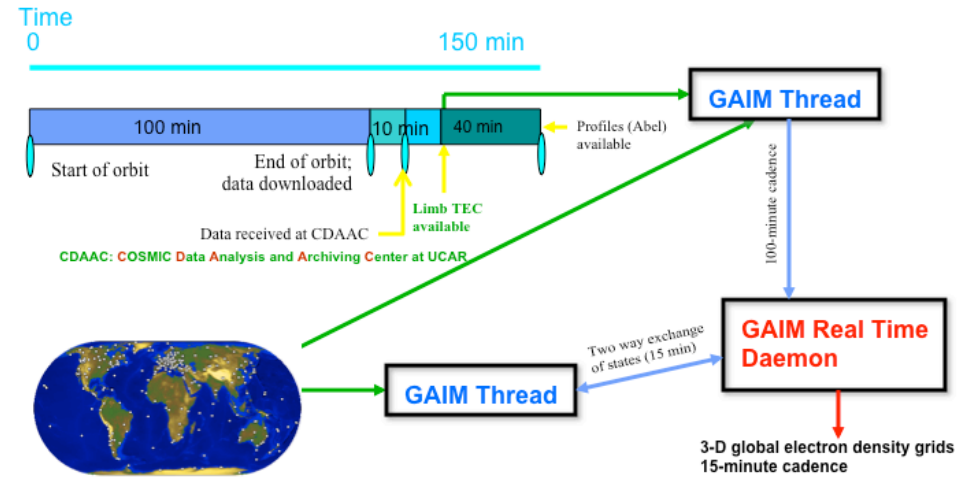 Time
0
150 min
100 min
10 min
40 min
Start of orbit
End of orbit;
data downloaded
Data received at CDAAC
Limb TEC
available
Profiles (Abel)
available
CDAAC: COSMIC Data Analysis and Archiving Center at UCAR
GAIM Thread
100-minute cadence
GAIM Thread
Two way exchange
of states (15 min)
GAIM Real Time
Daemon
3-D global electron density grids
15-minute cadence